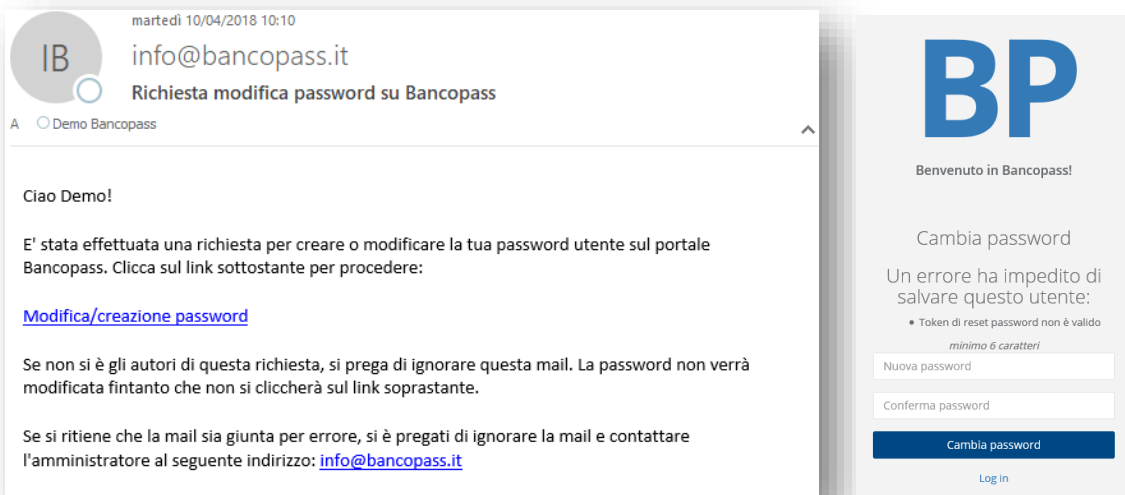 martedì 10/04/2018 10:10
IB
info@bancopass.it
Richiesta modifica password su Bancopass
A Demo Bancopass
Ciao Demo!
E' stata effettuata una richiesta per creare o modificare la tua password utente sul portale
Bancopass. Clicca sul link sottostante per procedere:
Modifica/creazione password
Se non si è gli autori di questa richiesta, si prega di ignorare questa mail. La password non verrà
modificata fintanto che non si cliccherà sul link soprastante.
Se si ritiene che la mail sia giunta per errore, si è pregati di ignorare la mail e contattare
l'amministratore al seguente indirizzo: info@bancopass.it
BP
Benvenuto in Bancopass!
Cambia password
Un errore ha impedito di
salvare questo utente:
• Token di reset password non è valido
minimo 6 caratteri
Nuova password
Conferma password
Cambia password
Log in